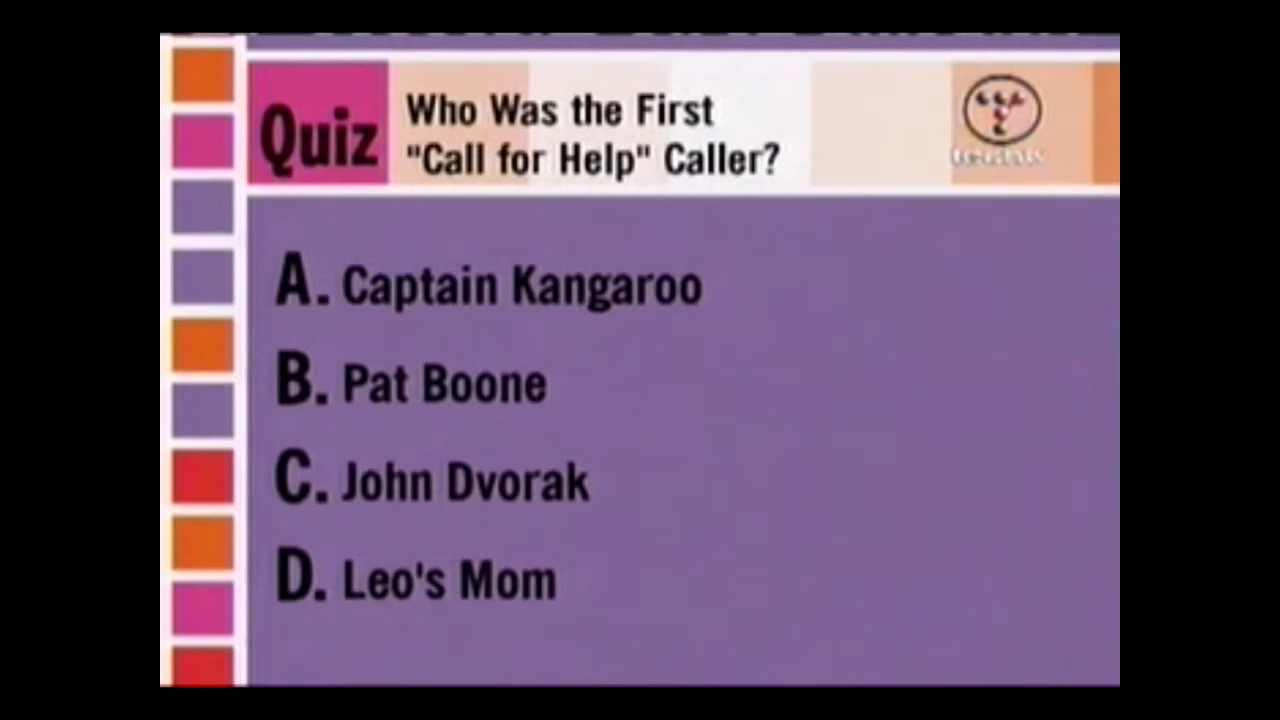 Quiz
Who Was the First
"Call for Help" Caller?
A. Captain Kangaroo
B. Pat Boone
C. John Dvorak
D. Leo's Mom